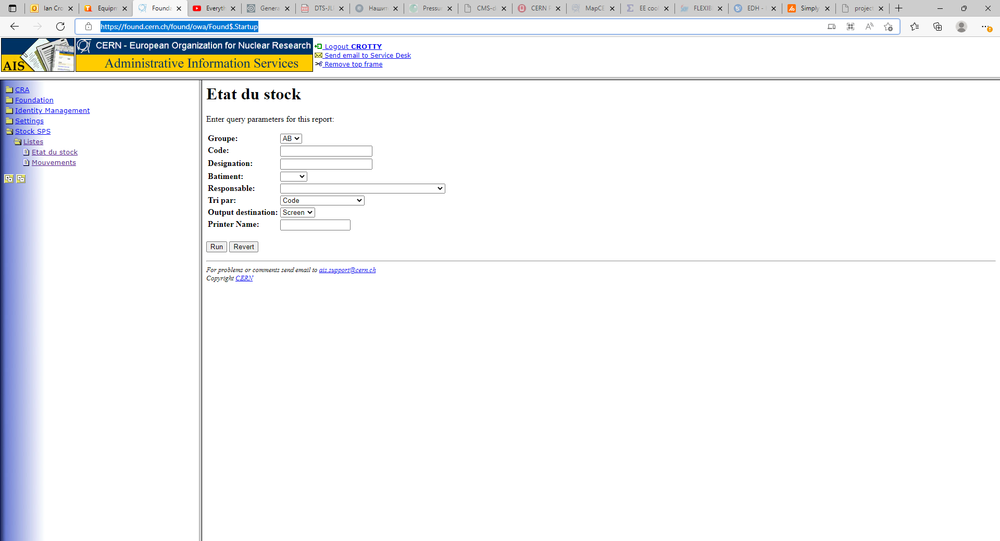 Ian Cro
Equipm
Founda
Everyth
Genera
DTS-JL
Нашит
Pressu
CMS-d
CERN F
MapCE
EE cool
FLEXIBI
EDH -
Simply
project
https://found.cern.ch/found/owa/Found$.Startup
AIS
CERN - European Organization for Nuclear Research
Administrative Information Services
Logout CROTTY
Send email to Service Desk
Remove top frame
CRA
Foundation
Identity Management
Settings
Stock SPS
Listes
Etat du stock
Mouvements
Etat du stock
Enter query parameters for this report:
Groupe: AB
Code:
Designation:
Batiment:
Responsable:
Tri par: Code
Output destination: Screen
Printer Name:
Run Revert
For problems or comments send email to ais.support@cern.ch
Copyright CERN